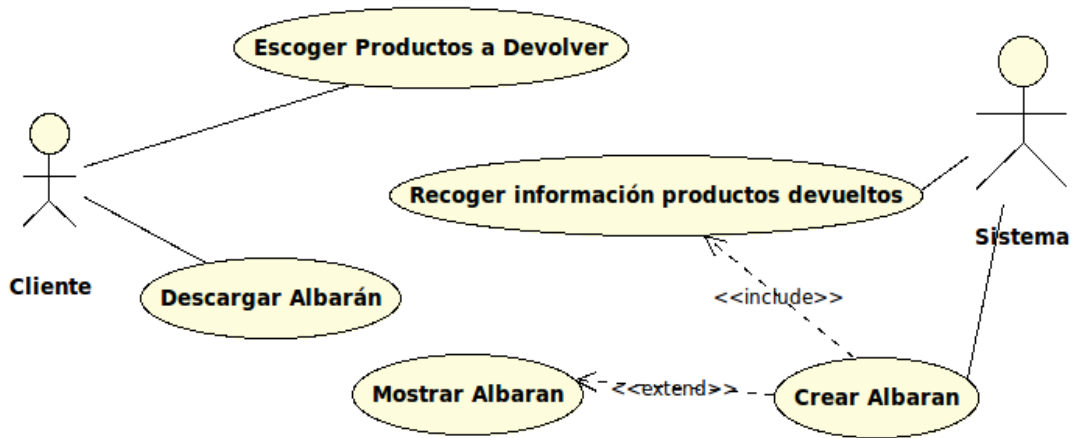 Escoger Productos a Devolver
Recoger información productos devueltos
Sistema
Cliente
Descargar Albarán
<<include>>
Mostrar Albaran
<<extend>>
Crear Albaran